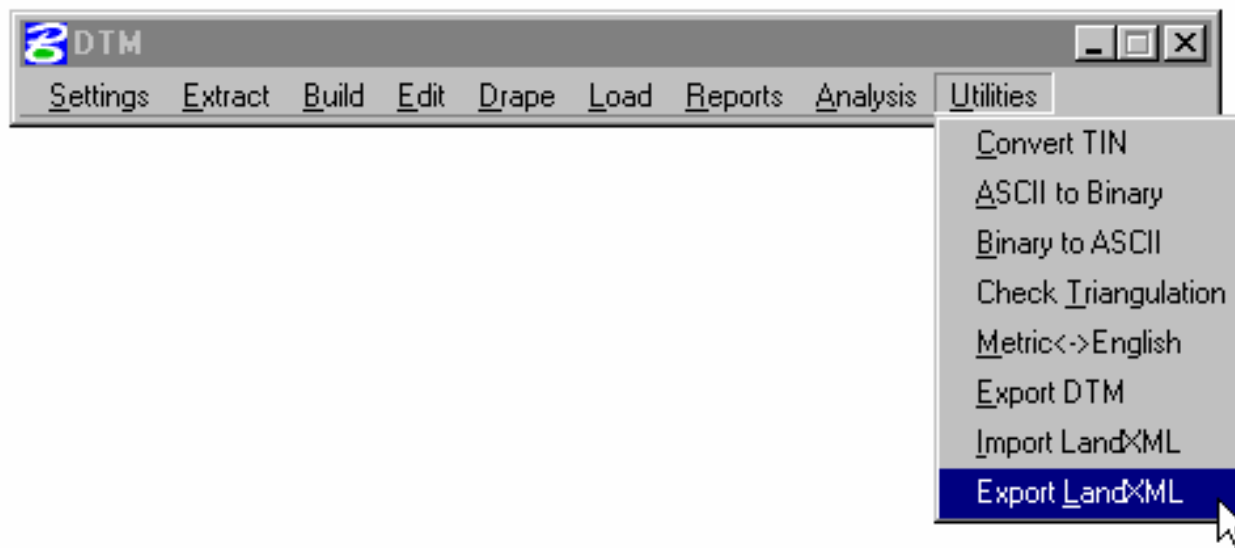 DTM
Settings Extract Build Edit Drape Load Reports Analysis Utilities
Convert TIN
ASCII to Binary
Binary to ASCII
Check Triangulation
Metric<->English
Export DTM
Import LandXML
Export LandXML